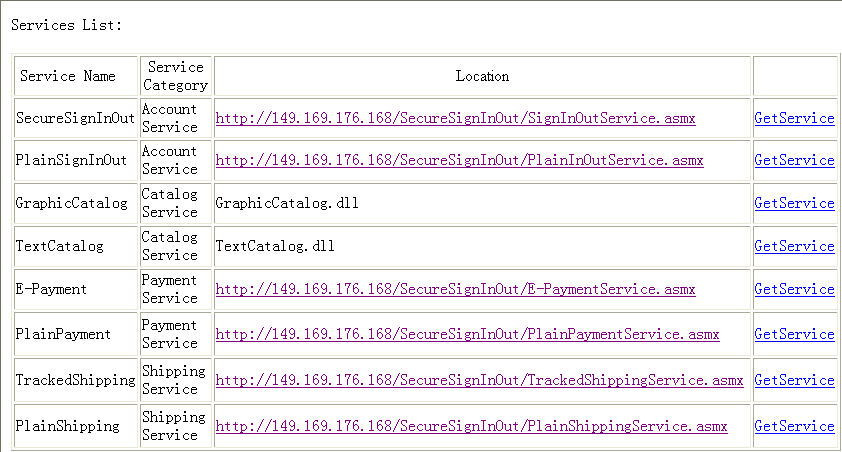 Services List:
Service Name Service Category Location
SecureSignInOut Account Service http://149.169.176.168/SecureSignInOut/SignInOutService.asmx GetService
PlainSignInOut Account Service http://149.169.176.168/SecureSignInOut/PlainInOutService.asmx GetService
GraphicCatalog Catalog Service GraphicCatalog.dll GetService
TextCatalog Catalog Service TextCatalog.dll GetService
E-Payment Payment Service http://149.169.176.168/SecureSignInOut/E-PaymentService.asmx GetService
PlainPayment Payment Service http://149.169.176.168/SecureSignInOut/PlainPaymentService.asmx GetService
TrackedShipping Shipping Service http://149.169.176.168/SecureSignInOut/TrackedShippingService.asmx GetService
PlainShipping Shipping Service http://149.169.176.168/SecureSignInOut/PlainShippingService.asmx GetService